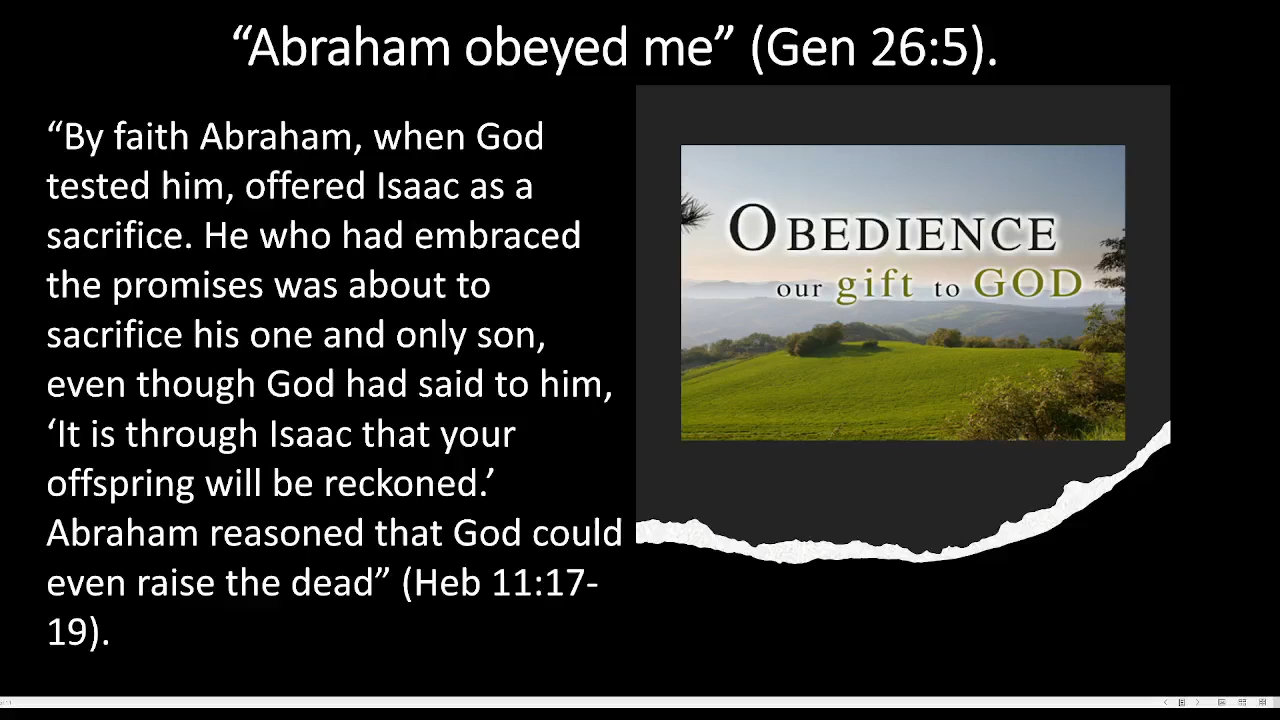 “Abraham obeyed me” (Gen 26:5).
“By faith Abraham, when God
tested him, offered Isaac as a
sacrifice. He who had embraced
the promises was about to
sacrifice his one and only son,
even though God had said to him,
‘It is through Isaac that your
offspring will be reckoned.’
Abraham reasoned that God could
even raise the dead” (Heb 11:17-
19).
OBEDIENCE
our gift to GOD